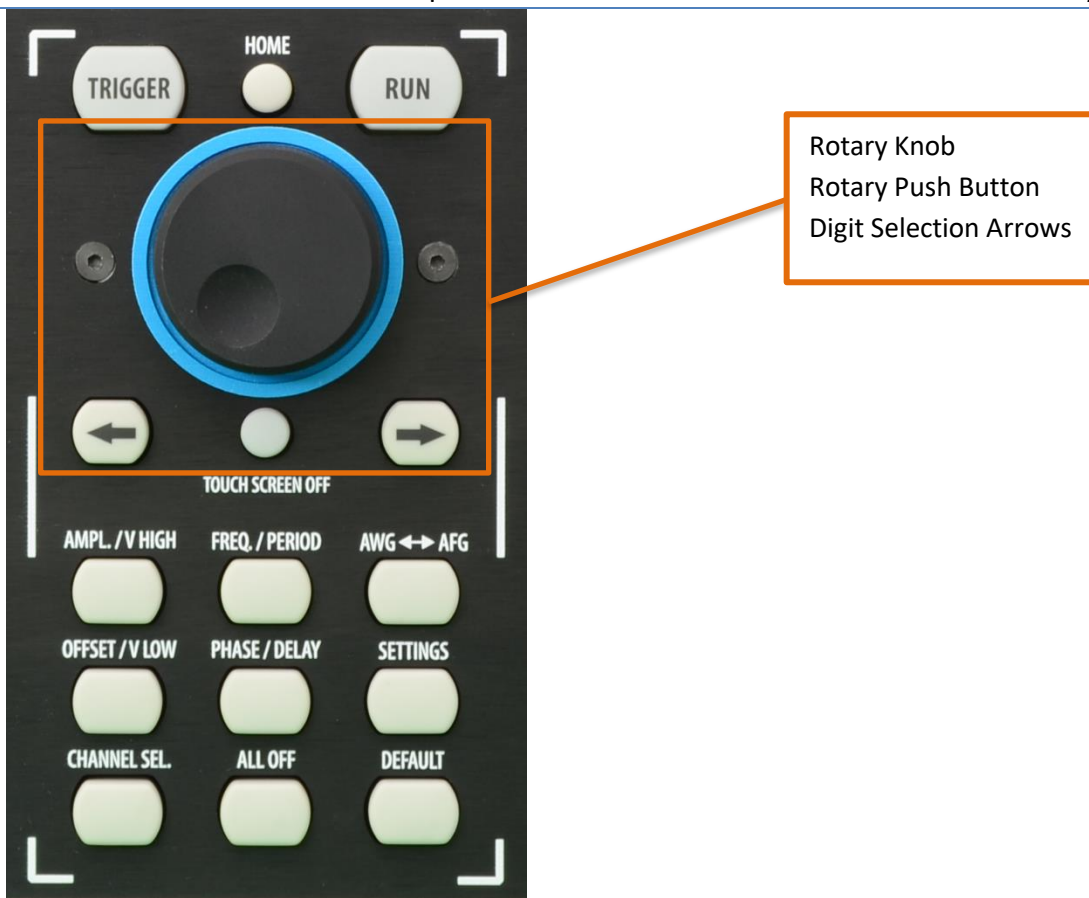 HOME
TRIGGER
RUN
Rotary Knob
Rotary Push Button
Digit Selection Arrows
TOUCH SCREEN OFF
AMPL. / V HIGH
FREQ. / PERIOD
AWG ↔ AFG
OFFSET / V LOW
PHASE / DELAY
SETTINGS
CHANNEL SEL.
ALL OFF
DEFAULT